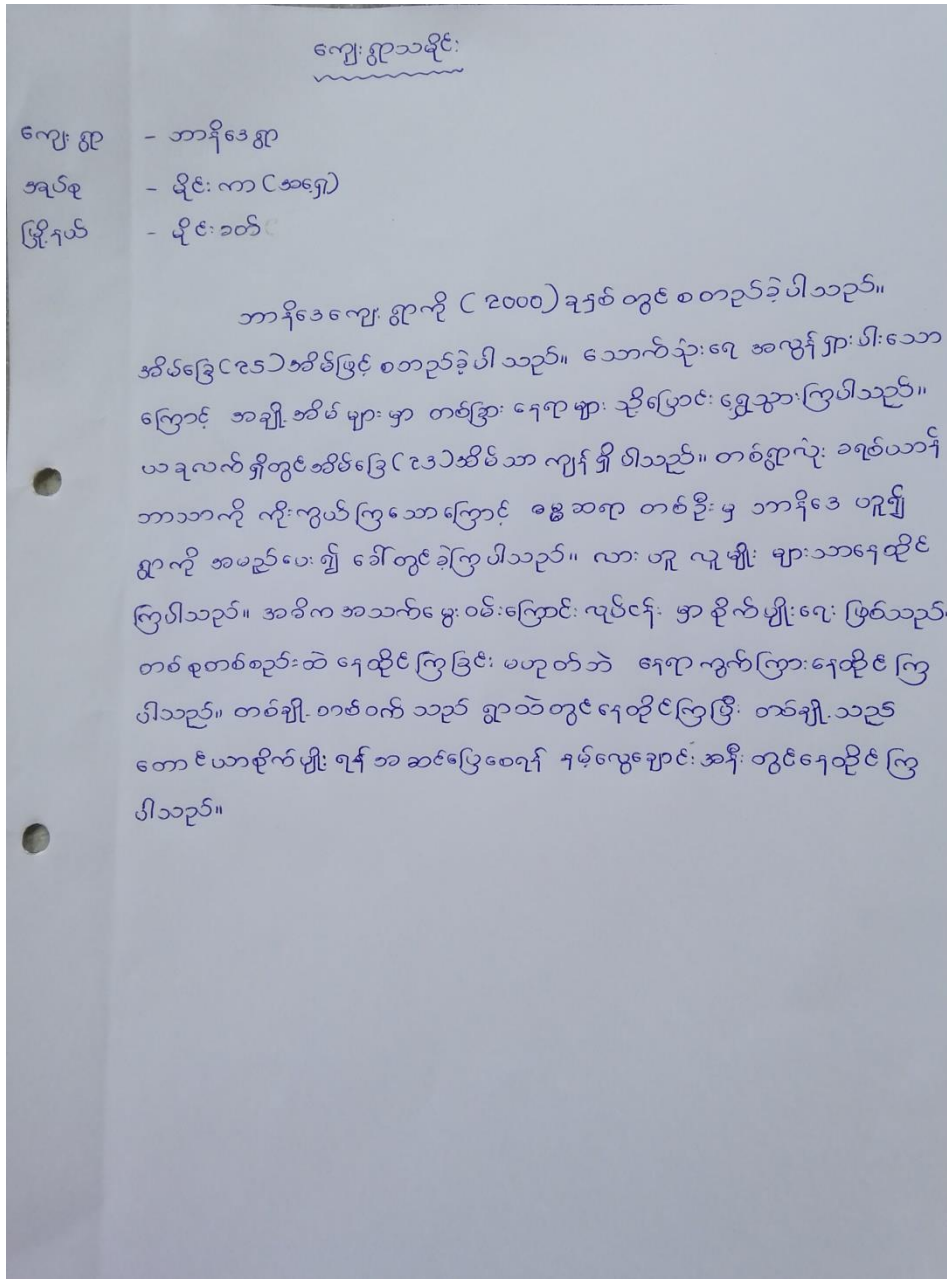 ကျေးရွာသမိုင်း
ကျေးရွာ - ဘာနိဒေရွာ
အုပ်စု - မိုင်းကာ (အရှေ့)
မြို့နယ် - မိုင်းခတ်
ဘာနိဒေကျေးရွာကို (၂၀၀၀) ခုနှစ် တွင် စတည်ခဲ့ပါသည်။
အိမ်ခြေ(၃၅)အိမ်ဖြင့် စတည်ခဲ့ပါသည်။ သောက်သုံးရေ အလွန်ရှားပါးသော
ကြောင့် အချို့အိမ်များမှာ တစ်ခြားနေရာများ သို့ပြောင်းရွှေ့သွားကြပါသည်။
ယခုလက်ရှိတွင်အိမ်ခြေ(၂၃)အိမ်သာ ကျန်ရှိပါသည်။ တစ်ရွာလုံး ခရစ်ယာန်
ဘာသာကို ကိုးကွယ်ကြသောကြောင့် ဓမ္မဆရာ တစ်ဦးမှ ဘာနိဒေ ဟူ၍
ရွာကို အမည်ပေး၍ ခေါ်တွင်ခဲ့ကြပါသည်။ လားဟူ လူမျိုး များသာနေထိုင်
ကြပါသည်။ အဓိက အသက်မွေးဝမ်းကြောင်း လုပ်ငန်း မှာစိုက်ပျိုးရေး ဖြစ်သည်။
တစ်စုတစ်စည်းထဲ နေထိုင်ကြခြင်း မဟုတ်ဘဲ နေရာကွက်ကြားနေထိုင်ကြ
ပါသည်။ တစ်ချို့တစ်ဝက် သည် ရွာထဲတွင်နေထိုင်ကြပြီး တစ်ချို့သည်
တောင်ယာစိုက်ပျိုးရန် အဆင်ပြေစေရန် နမ့်လွေချောင်းအနီးတွင်နေထိုင်ကြ
ပါသည်။